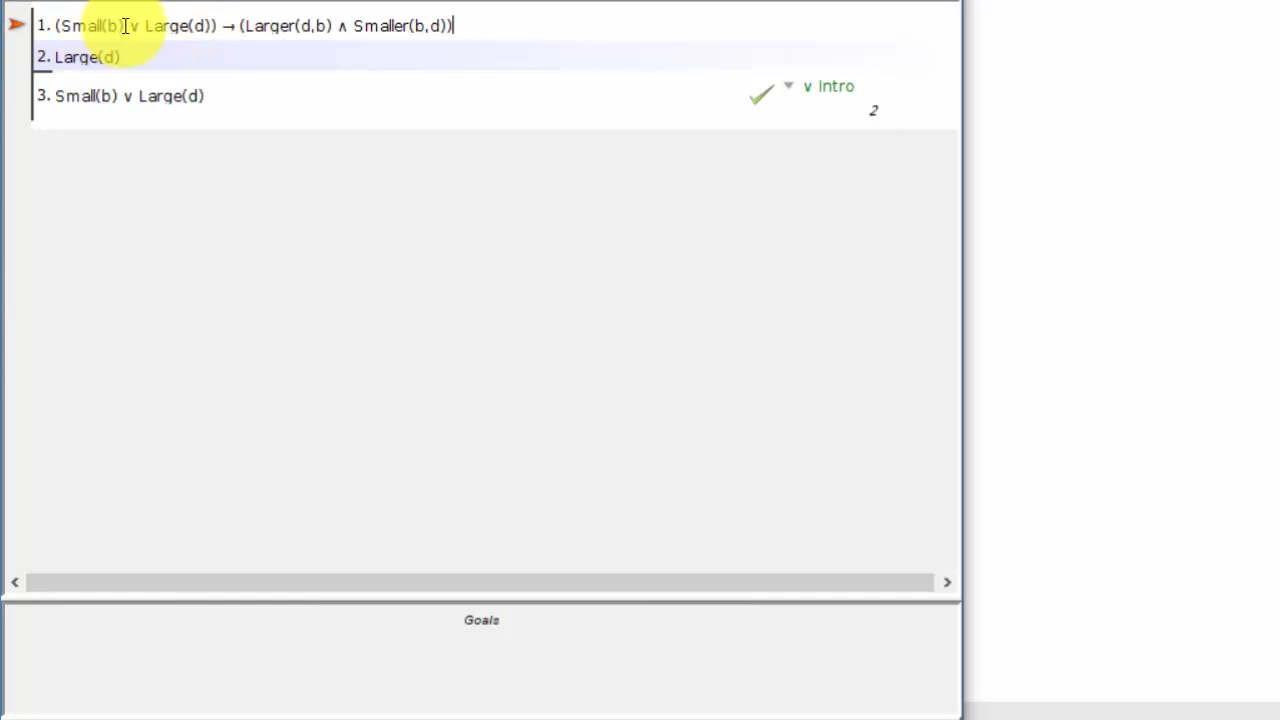 1. (Small(b) ∨ Large(d)) → (Larger(d,b) ∧ Smaller(b,d))
2. Large(d)
3. Small(b) ∨ Large(d)
∨ Intro
2
Goals